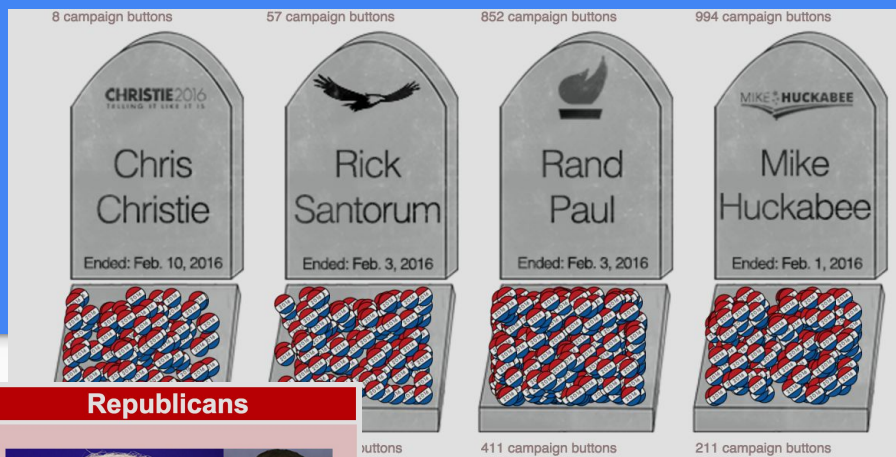 8 campaign buttons
57 campaign buttons
852 campaign buttons
994 campaign buttons
CHRISTIE2016
TELLING IT LIKE IT IS
Chris
Christie
Ended: Feb. 10, 2016
Rick
Santorum
Ended: Feb. 3, 2016
Rand
Paul
Ended: Feb. 3, 2016
MIKE HUCKABEE
Mike
Huckabee
Ended: Feb. 1, 2016
Republicans
411 campaign buttons
211 campaign buttons